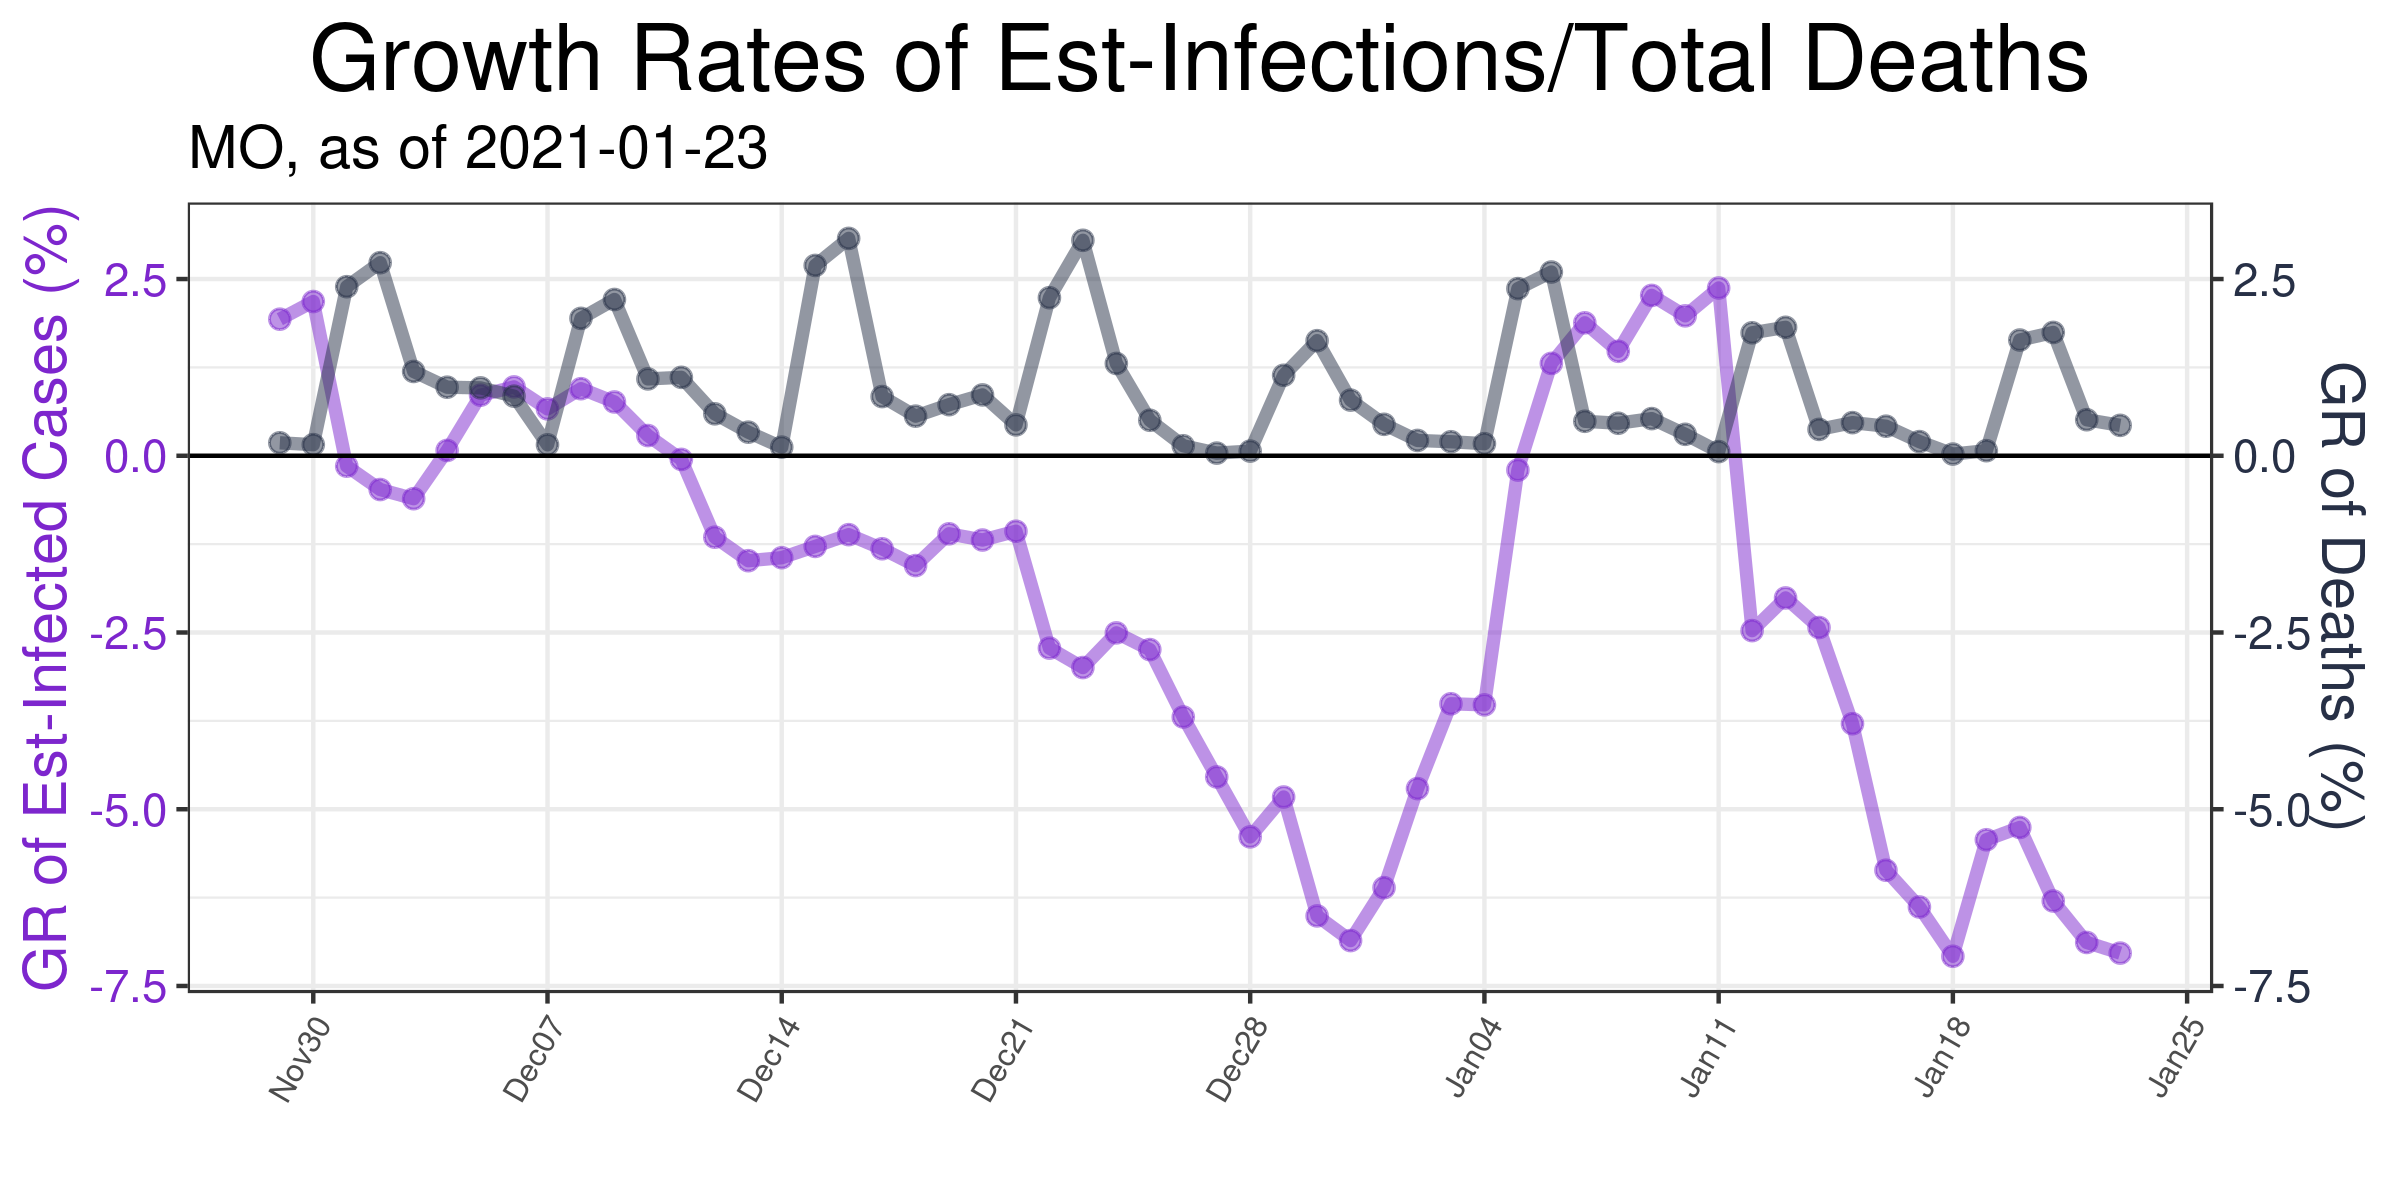 Growth Rates of Est-Infections/Total Deaths
MO, as of 2021-01-23
GR of Est-Infected Cases (%)
2.5
0.0
-2.5
-5.0
-7.5
2.5
0.0
-2.5
-5.0
-7.5
GR of Deaths (%)
Nov30
Dec07
Dec14
Dec21
Dec28
Jan04
Jan11
Jan18
Jan25